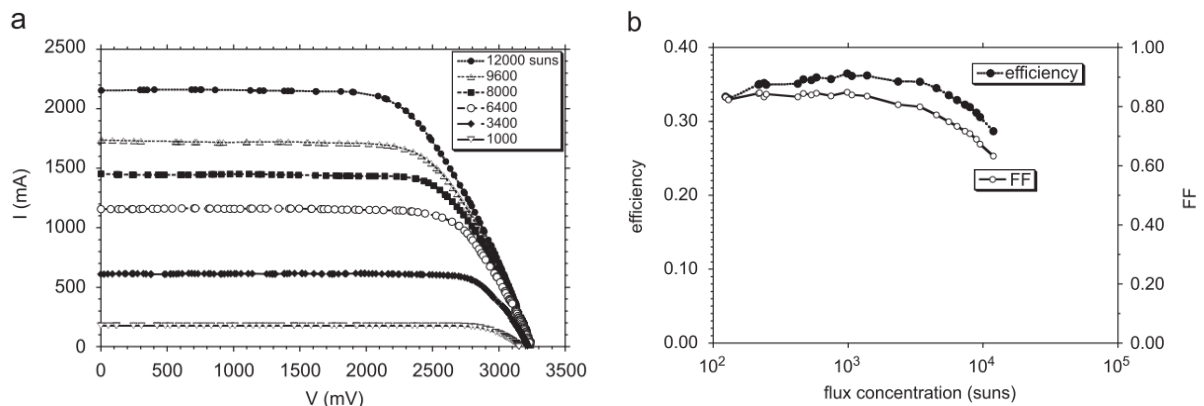 a
2500
2000
1500
1000
500
0
I (mA)
0 500 1000 1500 2000 2500 3000 3500
V (mV)
12000 suns
9600
8000
6400
3400
1000
b
0.40
0.30
0.20
0.10
0.00
efficiency
10² 10³ 10⁴ 10⁵
flux concentration (suns)
efficiency
FF
1.00
0.80
0.60
0.40
0.20
0.00
FF